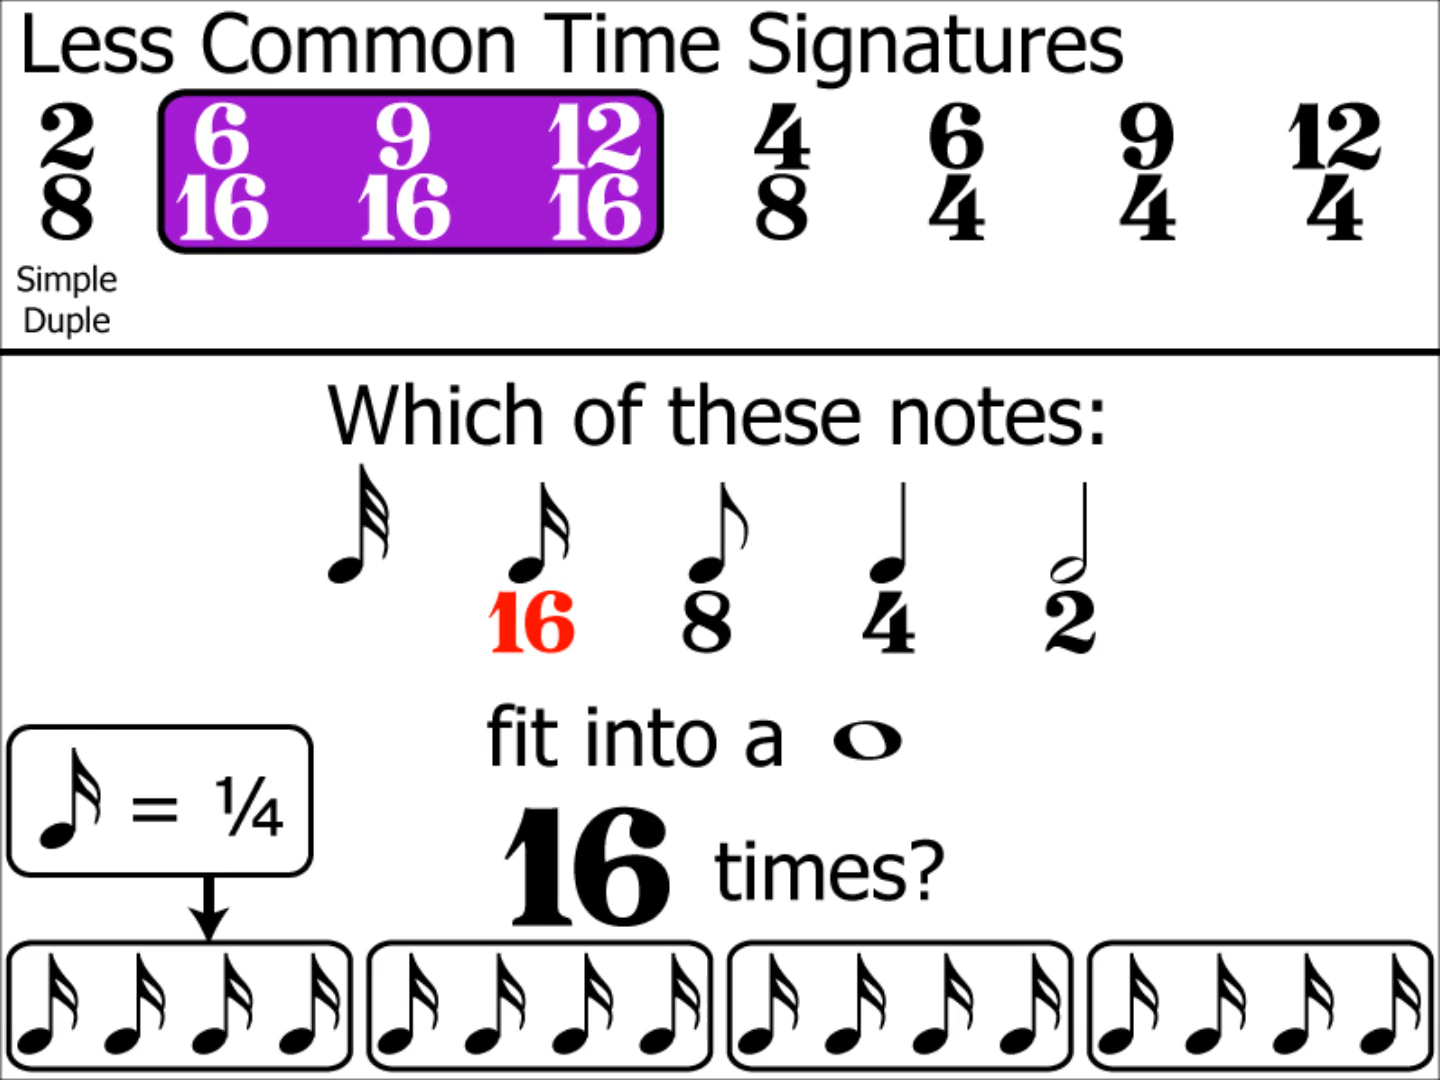 Less Common Time Signatures
2 6 9 12 4 6 9 12
8 16 16 16 8 4 4 4
Simple
Duple
Which of these notes:
16 8 4 2
fit into a
= ¼
16 times?